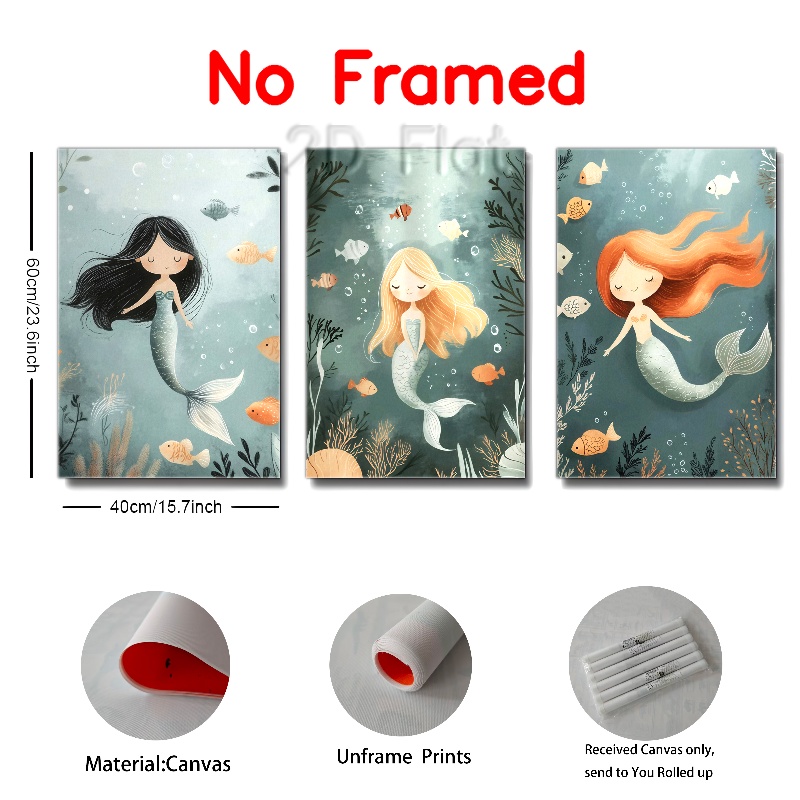 No Framed
2D Flat
60cm/23.6inch
40cm/15.7inch
Material:Canvas
Unframe Prints
Received Canvas only,
send to You Rolled up